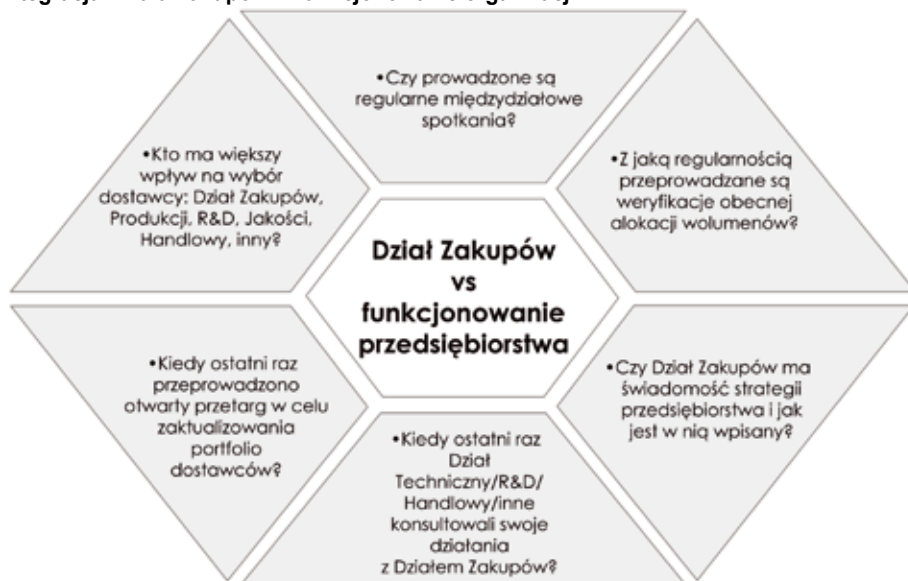 •Czy prowadzone są
regularne międzydziałowe
spotkania?
•Kto ma większy
wpływ na wybór
dostawcy: Dział Zakupów,
Produkcji, R&D, Jakości,
Handlowy, inny?
•Z jaką regularnością
przeprowadzane są
weryfikacje obecnej
alokacji wolumenów?
Dział Zakupów
vs
funkcjonowanie
przedsiębiorstwa
•Kiedy ostatni raz
przeprowadzono
otwarty przetarg w celu
zaktualizowania
portfolio
dostawców?
•Czy Dział Zakupów ma
świadomość strategii
przedsiębiorstwa i jak
jest w nią wpisany?
•Kiedy ostatni raz
Dział
Techniczny/R&D/
Handlowy/inne
konsultowali swoje
działania
z Działem Zakupów?